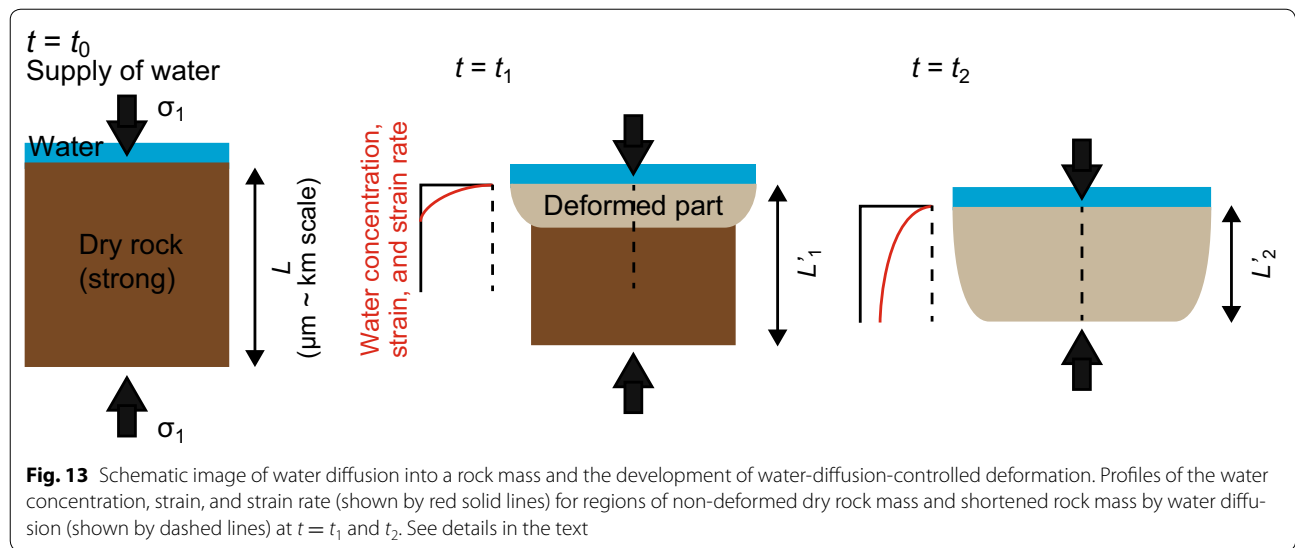 t = t0
Supply of water
σ1
Water
Dry rock
(strong)
L
(μm ~ km scale)
σ1
t = t1
Water concentration,
strain, and strain rate
Deformed part
L'1
t = t2
L'2
Fig. 13 Schematic image of water diffusion into a rock mass and the development of water-diffusion-controlled deformation. Profiles of the water
concentration, strain, and strain rate (shown by red solid lines) for regions of non-deformed dry rock mass and shortened rock mass by water diffu-
sion (shown by dashed lines) at t = t1 and t2. See details in the text